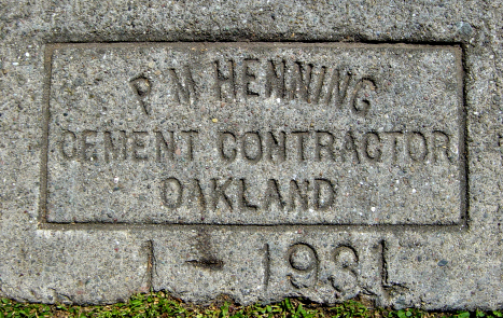 P M HENNING
CEMENT CONTRACTOR
OAKLAND
1-1931